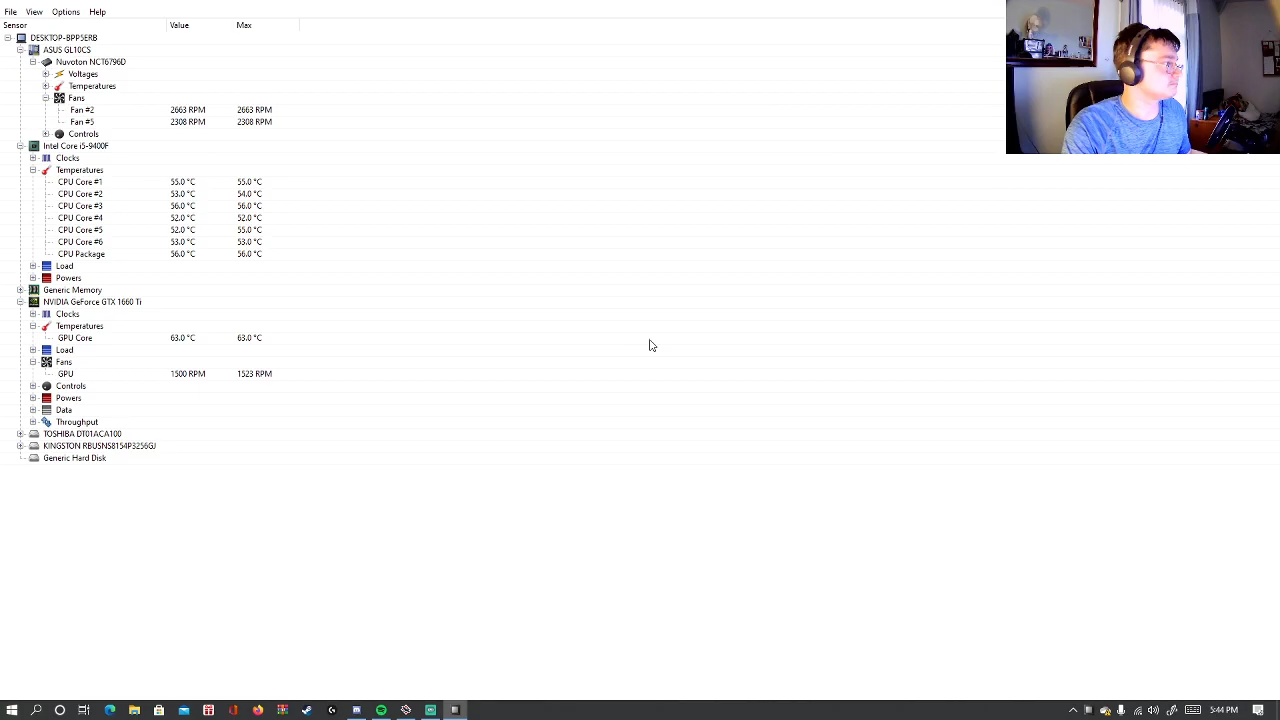 File View Options Help
Sensor Value Max
DESKTOP-BPP5ERB
ASUS GL10CS
Nuvoton NCT6796D
Voltages
Temperatures
Fans
Fan #2 2663 RPM 2663 RPM
Fan #5 2308 RPM 2308 RPM
Controls
Intel Core i5-9400F
Clocks
Temperatures
CPU Core #1 55.0 °C 55.0 °C
CPU Core #2 53.0 °C 54.0 °C
CPU Core #3 56.0 °C 56.0 °C
CPU Core #4 52.0 °C 52.0 °C
CPU Core #5 52.0 °C 55.0 °C
CPU Core #6 53.0 °C 53.0 °C
CPU Package 56.0 °C 56.0 °C
Load
Powers
Generic Memory
NVIDIA GeForce GTX 1660 Ti
Clocks
Temperatures
GPU Core 63.0 °C 63.0 °C
Load
Fans
GPU 1500 RPM 1523 RPM
Controls
Powers
Data
Throughput
TOSHIBA DT01ACA100
KINGSTON RBUSNS8154P3256GJ
Generic Hard Disk
5:44 PM